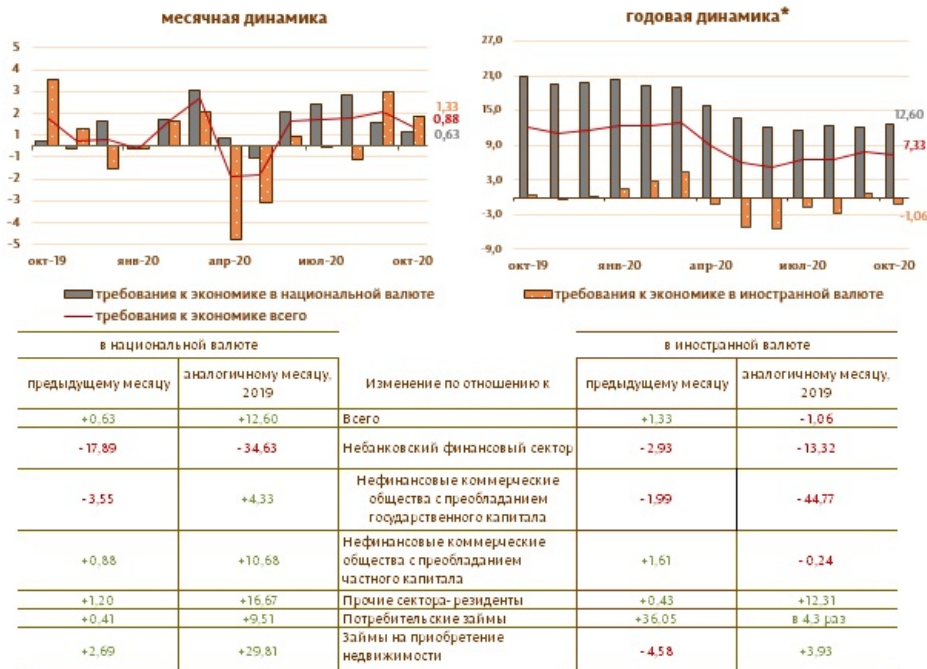 месячная динамика
5
4
3
2
1
-1
-2
-3
-4
-5
1,33
0,88
0,63
окт-19
янв-20
апр-20
июл-20
окт-20
требования к экономике в национальной валюте
требования к экономике всего
годовая динамика*
27,0
21,0
15,0
9,0
3,0
-3,0
-9,0
12,60
7,33
-1,06
окт-19
янв-20
апр-20
июл-20
окт-20
требования к экономике в иностранной валюте
в национальной валюте
в иностранной валюте
предыдущему месяцу
аналогичному месяцу,
2019
Изменение по отношению к
предыдущему месяцу
аналогичному месяцу,
2019
+0,63 +12,60 Всего +1,33 -1,06
-17,89 -34,63 Небанковский финансовый сектор -2,93 -13,32
Нефинансовые коммерческие
-3,55 +4,33 общества с преобладанием -1,99 -44,77
государственного капитала
Нефинансовые коммерческие
+0,88 +10,68 общества с преобладанием +1,61 -0,24
частного капитала
+1,20 +16,67 Прочие сектора- резиденты +0,43 +12,31
+0,41 +9,51 Потребительские займы +36,05 в 4,3 раз
Займы на приобретение
+2,69 +29,81 недвижимости -4,58 +3,93